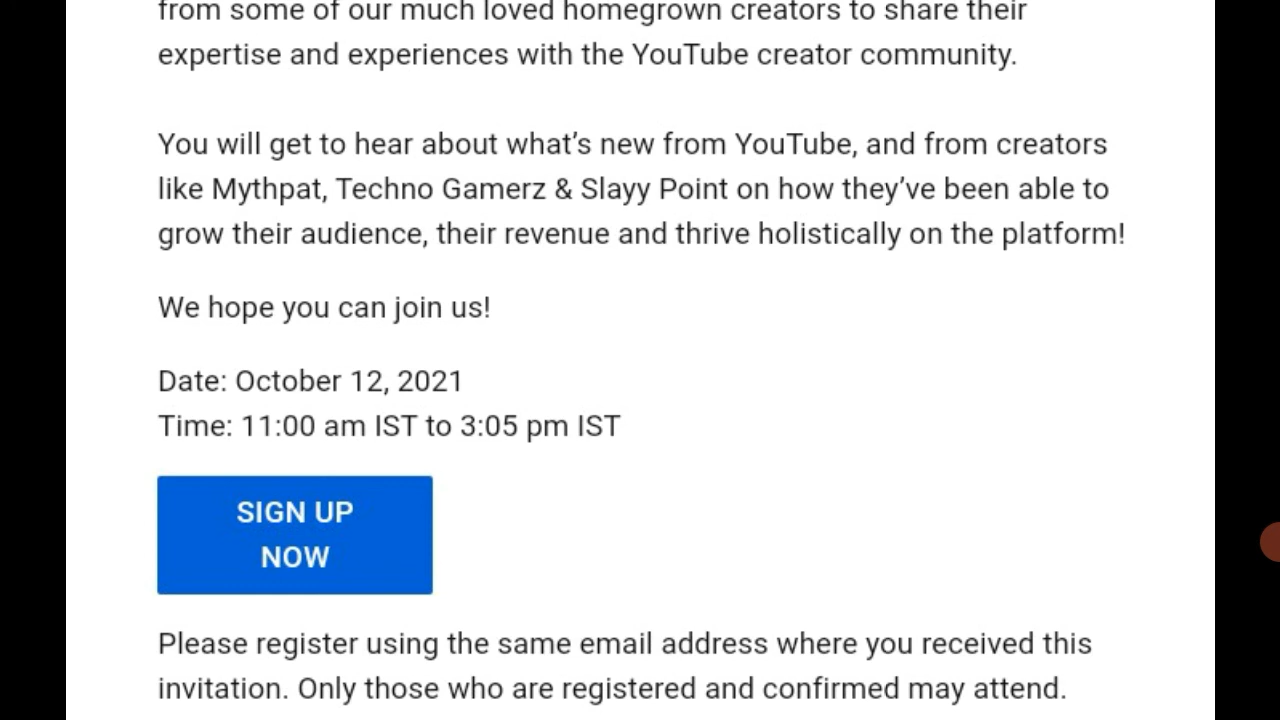 from some of our much loved homegrown creators to share their
expertise and experiences with the YouTube creator community.
You will get to hear about what’s new from YouTube, and from creators
like Mythpat, Techno Gamerz & Slayy Point on how they’ve been able to
grow their audience, their revenue and thrive holistically on the platform!
We hope you can join us!
Date: October 12, 2021
Time: 11:00 am IST to 3:05 pm IST
SIGN UP
NOW
Please register using the same email address where you received this
invitation. Only those who are registered and confirmed may attend.